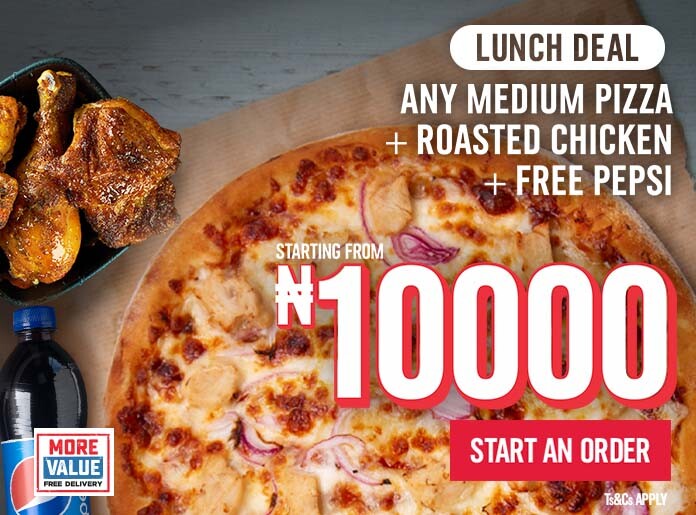 LUNCH DEAL
ANY MEDIUM PIZZA
+ ROASTED CHICKEN
+ FREE PEPSI
STARTING FROM
₦10000
START AN ORDER
MORE
VALUE
FREE DELIVERY
Ts&Cs APPLY